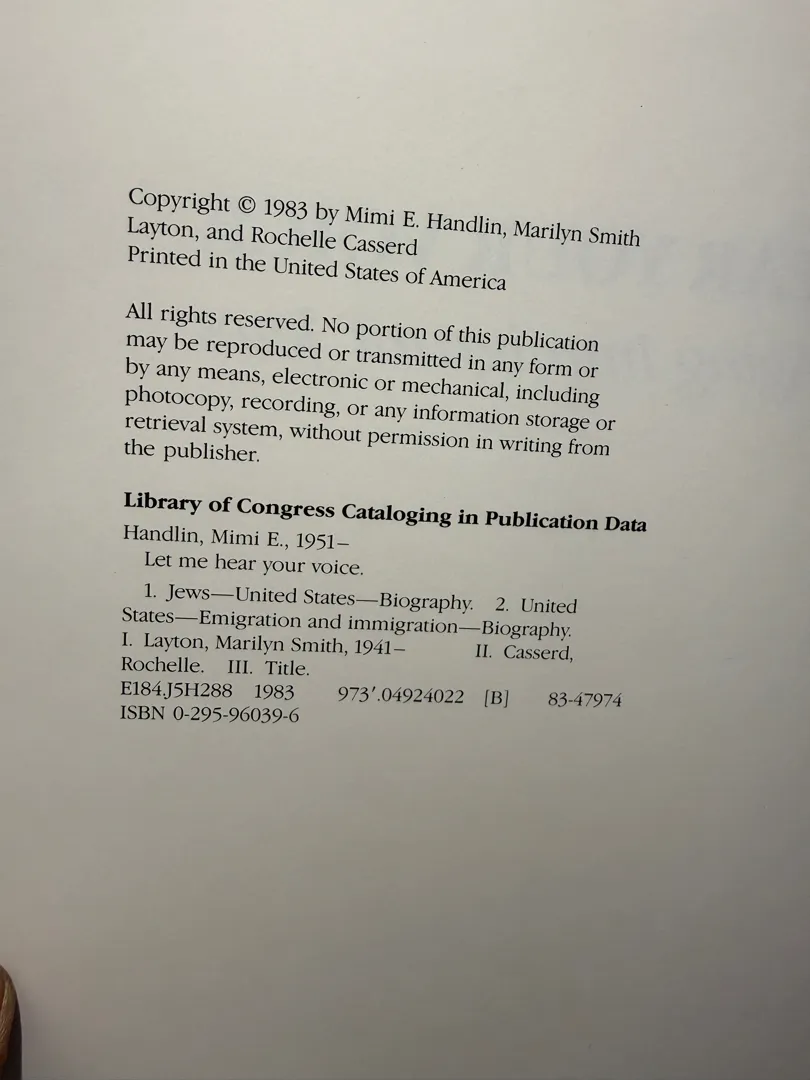 Copyright © 1983 by Mimi E. Handlin, Marilyn Smith
Layton, and Rochelle Casserd
Printed in the United States of America
All rights reserved. No portion of this publication
may be reproduced or transmitted in any form or
by any means, electronic or mechanical, including
photocopy, recording, or any information storage or
retrieval system, without permission in writing from
the publisher.
Library of Congress Cataloging in Publication Data
Handlin, Mimi E., 1951–
Let me hear your voice.
1. Jews—United States—Biography. 2. United
States—Emigration and immigration—Biography.
I. Layton, Marilyn Smith, 1941– II. Casserd,
Rochelle. III. Title.
E184.J5H288 1983 973′.04924022 [B] 83-47974
ISBN 0-295-96039-6